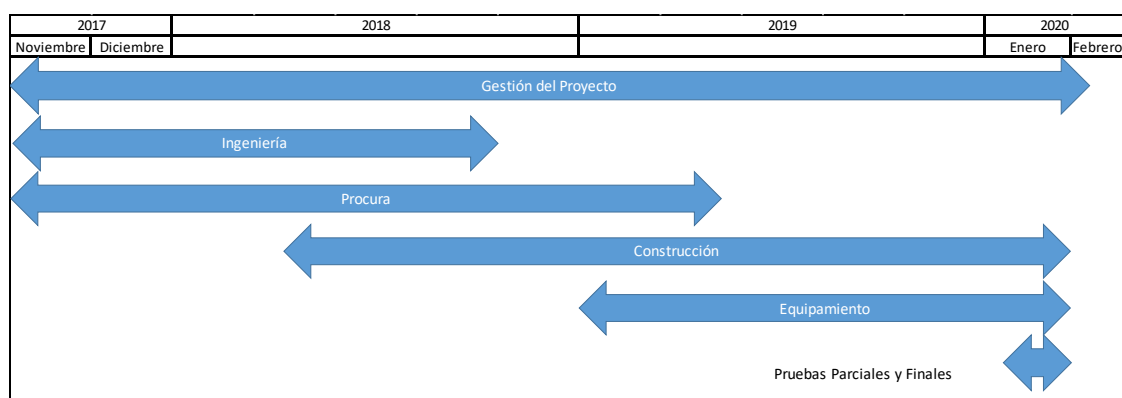 2017 2018 2019 2020
Noviembre Diciembre Enero Febrero
Gestión del Proyecto
Ingeniería
Procura
Construcción
Equipamiento
Pruebas Parciales y Finales